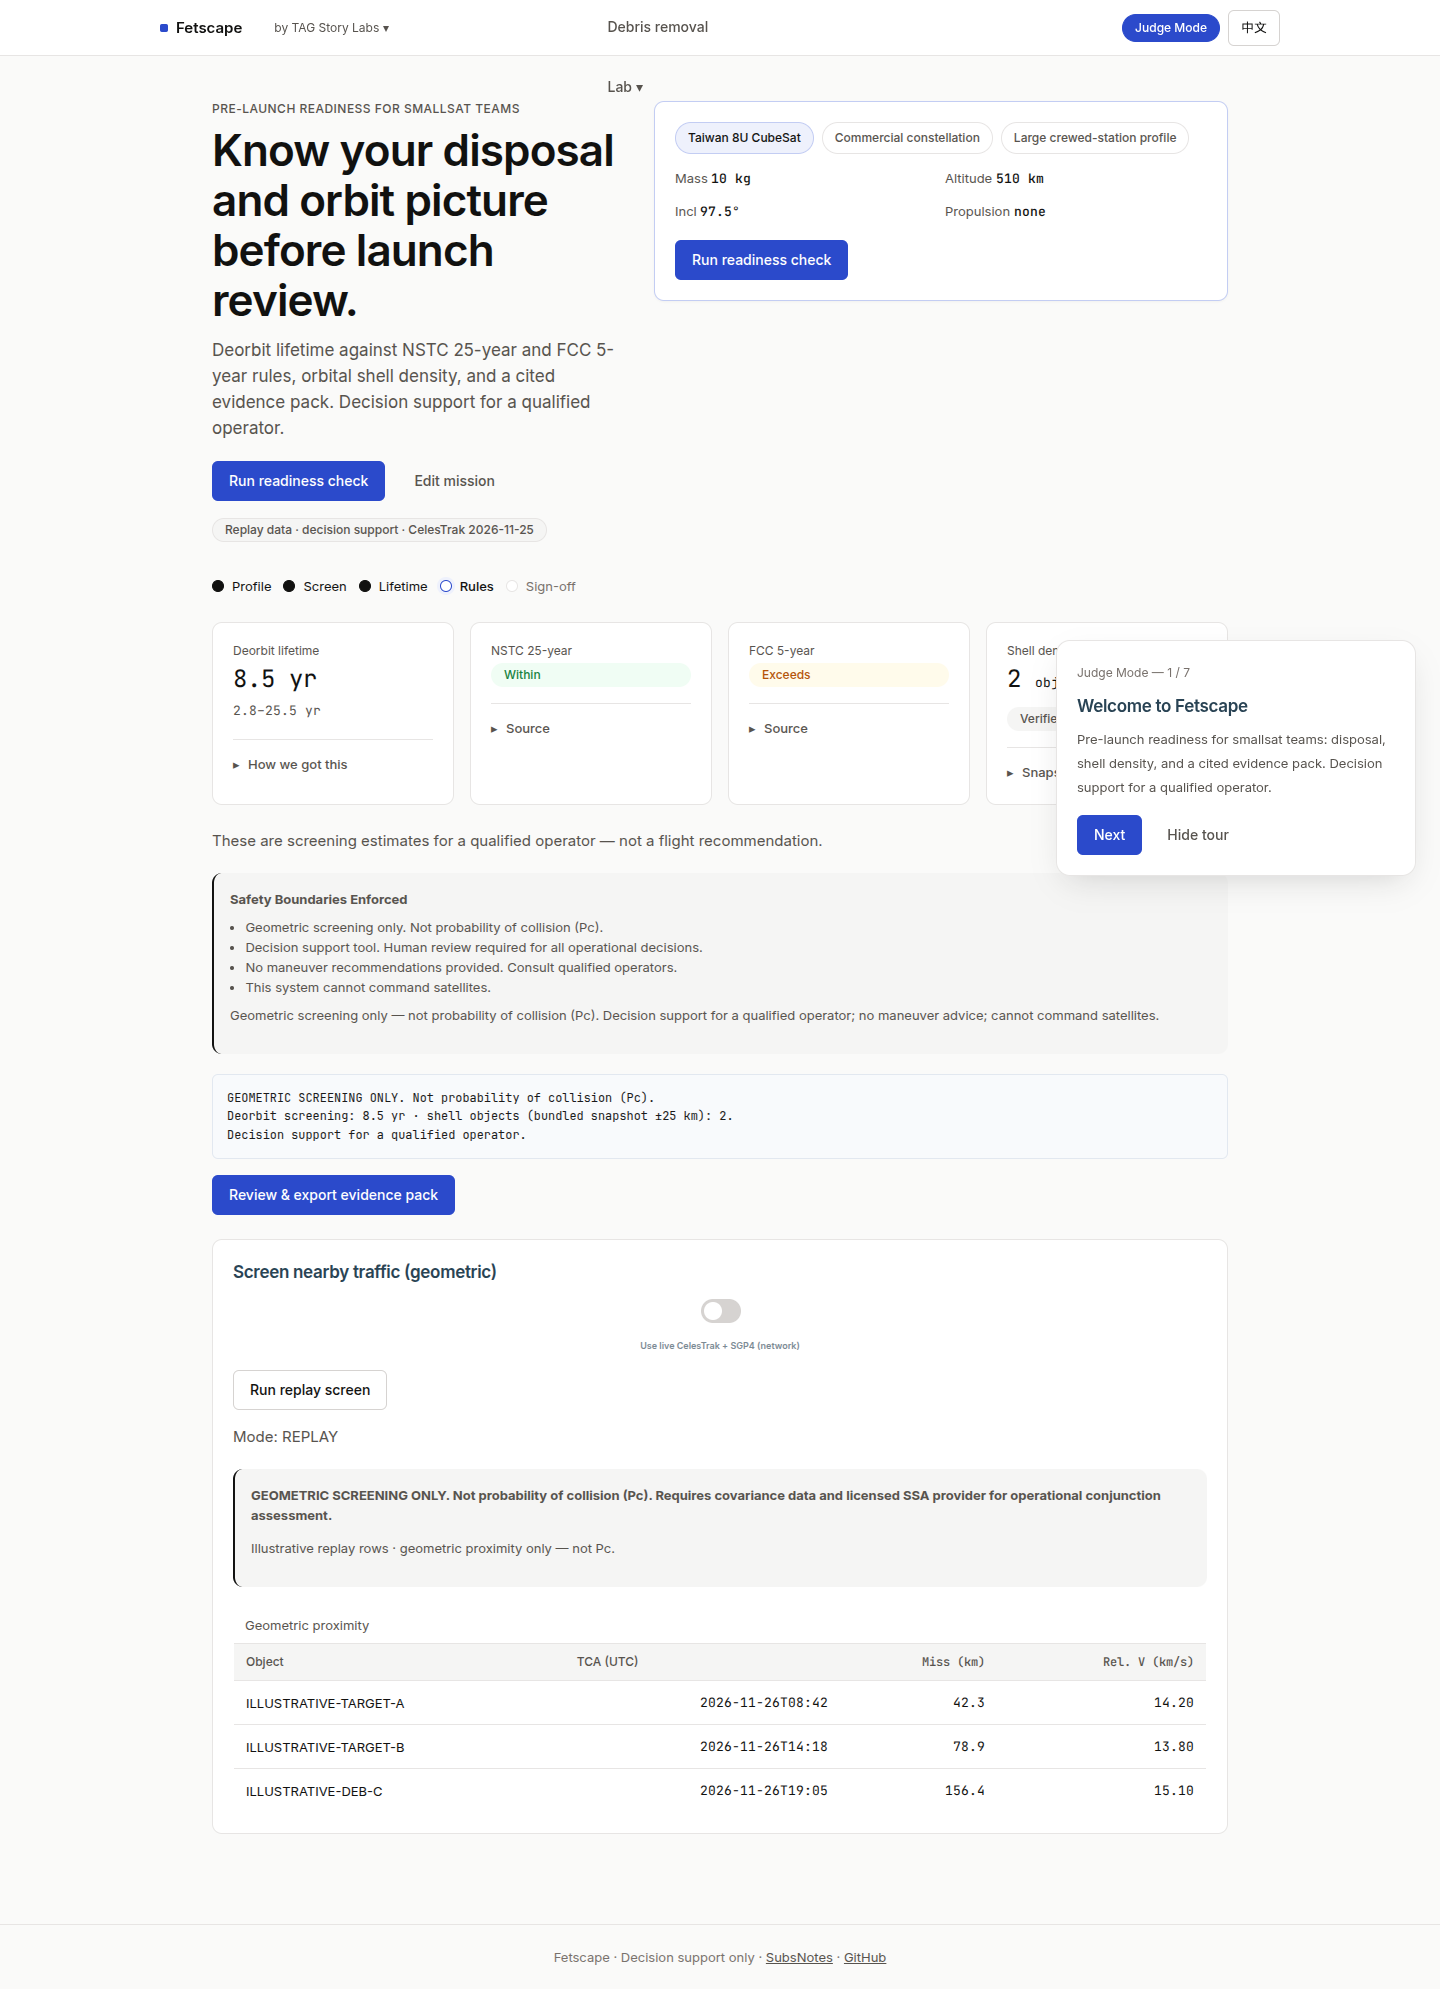 Fetscape
by TAG Story Labs ▾
Debris removal
Judge Mode
中文
Lab ▾
PRE-LAUNCH READINESS FOR SMALLSAT TEAMS
Know your disposal
and orbit picture
before launch
review.
Deorbit lifetime against NSTC 25-year and FCC 5-
year rules, orbital shell density, and a cited
evidence pack. Decision support for a qualified
operator.
Run readiness check
Edit mission
Replay data · decision support · CelesTrak 2026-11-25
Taiwan 8U CubeSat
Commercial constellation
Large crewed-station profile
Mass 10 kg
Altitude 510 km
Incl 97.5°
Propulsion none
Run readiness check
Profile
Screen
Lifetime
Rules
Sign-off
Deorbit lifetime
8.5 yr
2.8–25.5 yr
▸ How we got this
NSTC 25-year
Within
▸ Source
FCC 5-year
Exceeds
▸ Source
2
Judge Mode — 1 / 7
Welcome to Fetscape
Pre-launch readiness for smallsat teams: disposal,
shell density, and a cited evidence pack. Decision
support for a qualified operator.
Next
Hide tour
These are screening estimates for a qualified operator — not a flight recommendation.
Safety Boundaries Enforced
• Geometric screening only. Not probability of collision (Pc).
• Decision support tool. Human review required for all operational decisions.
• No maneuver recommendations provided. Consult qualified operators.
• This system cannot command satellites.
Geometric screening only — not probability of collision (Pc). Decision support for a qualified operator; no maneuver advice; cannot command satellites.
GEOMETRIC SCREENING ONLY. Not probability of collision (Pc).
Deorbit screening: 8.5 yr · shell objects (bundled snapshot ±25 km): 2.
Decision support for a qualified operator.
Review & export evidence pack
Screen nearby traffic (geometric)
Use live CelesTrak + SGP4 (network)
Run replay screen
Mode: REPLAY
GEOMETRIC SCREENING ONLY. Not probability of collision (Pc). Requires covariance data and licensed SSA provider for operational conjunction
assessment.
Illustrative replay rows · geometric proximity only — not Pc.
Geometric proximity
Object TCA (UTC) Miss (km) Rel. V (km/s)
ILLUSTRATIVE-TARGET-A 2026-11-26T08:42 42.3 14.20
ILLUSTRATIVE-TARGET-B 2026-11-26T14:18 78.9 13.80
ILLUSTRATIVE-DEB-C 2026-11-26T19:05 156.4 15.10
Fetscape · Decision support only · SubsNotes · GitHub